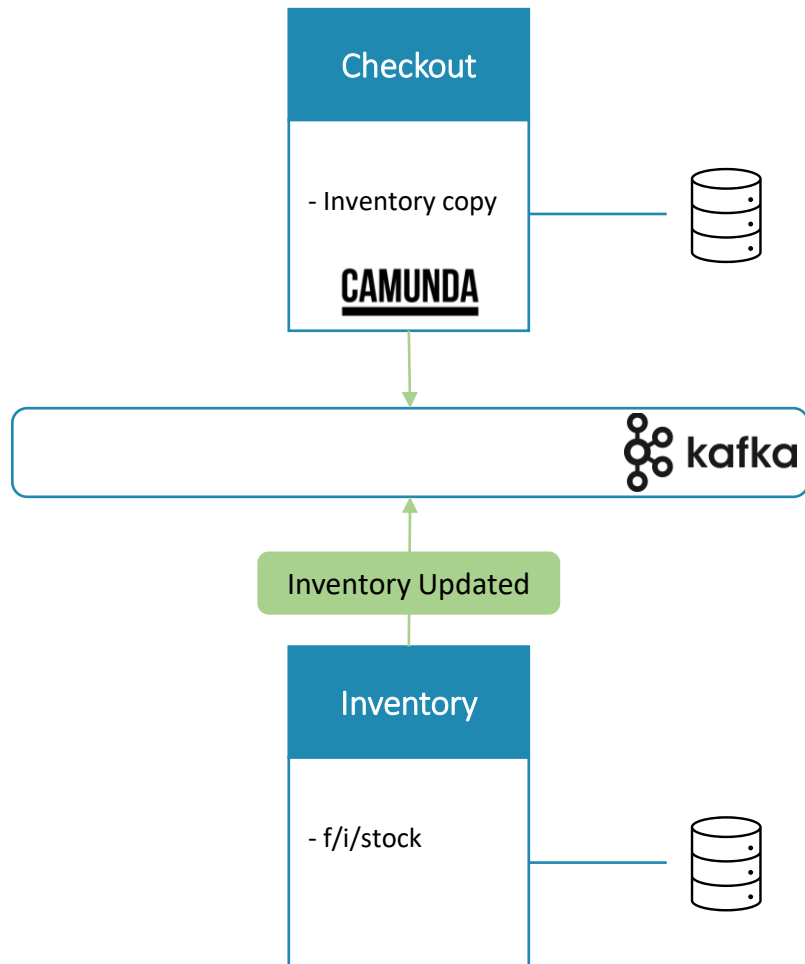 Checkout
- Inventory copy
CAMUNDA
kafka
Inventory Updated
Inventory
- f/i/stock